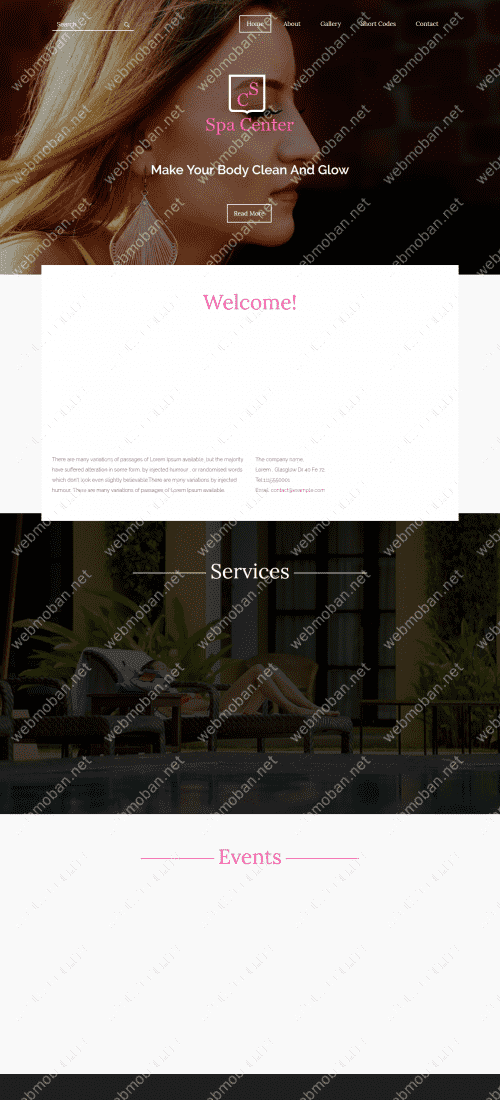 Search
Home About Gallery Short Codes Contact
CS
Spa Center
Make Your Body Clean And Glow
Read More
Welcome!
There are many variations of passages of Lorem Ipsum available, but the majority
have suffered alteration in some form, by injected humour , or randomised words
which don't look even slightly believable.There are many variations by injected
humour. There are many variations of passages of Lorem Ipsum available.
The company name,
Lorem , Glasgow Dr 40 Fe 72.
Email: contact@example.com
Services
Events
webmoban.net